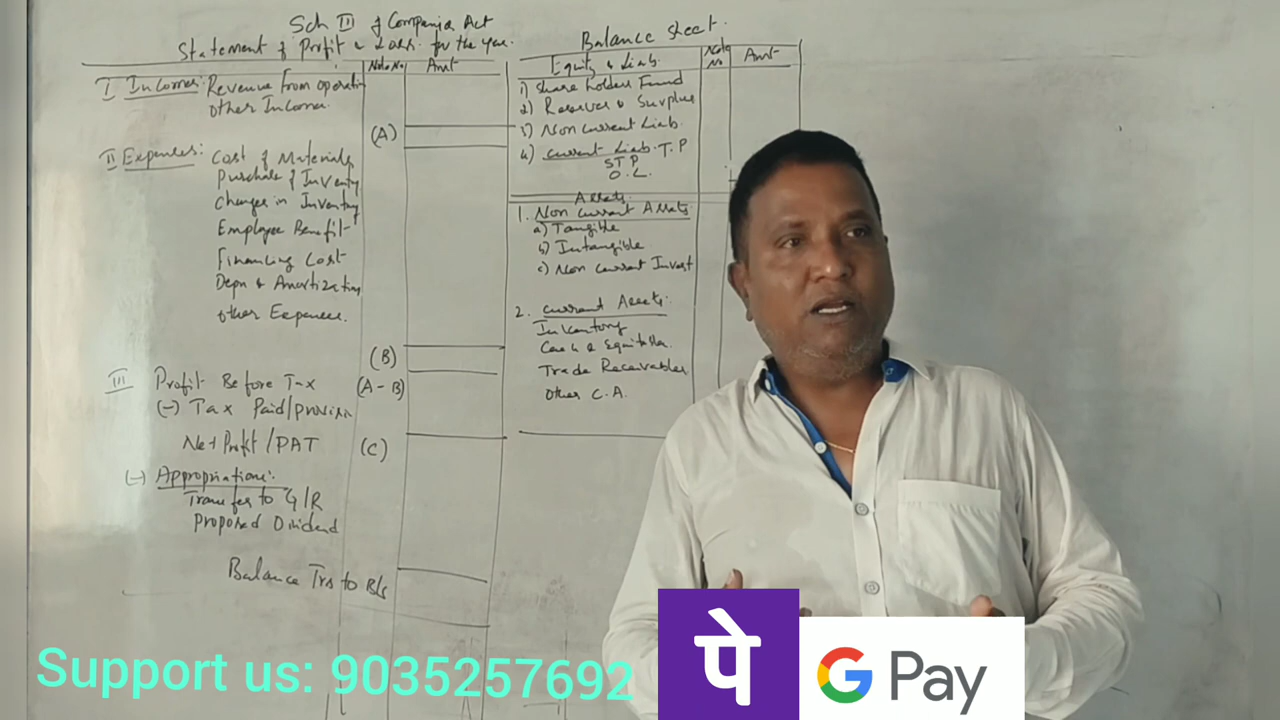 Sch III of Companies Act
Statement of Profit & Loss for the year.
Note No Amt
I Incomes: Revenue from operation
other Income.
(A)
II Expenses: Cost of Materials
Purchase of Inventory
Changes in Inventory
Employee Benefit
Financing Cost
Depn & Amortization
other Expenses.
(B)
III Profit Before Tax (A-B)
(-) Tax Paid/provision
Net Profit/PAT (C)
(-) Appropriation:
Transfer to G/R
Proposed Dividend
Balance Trs to B/s
Balance Sheet
Equity & Liab. Note No Amt
1) Share holders Fund
2) Reserves & Surplus
3) Non Current Liab.
4) Current Liab. T.P
STP
O.L.
Assets
1. Non Current Assets
a) Tangible
b) Intangible
c) Non Current Invest
2. Current Assets:
Inventory
Cash & Equivalen.
Trade Receivables
other C.A.
Support us: 9035257692
पे
G Pay